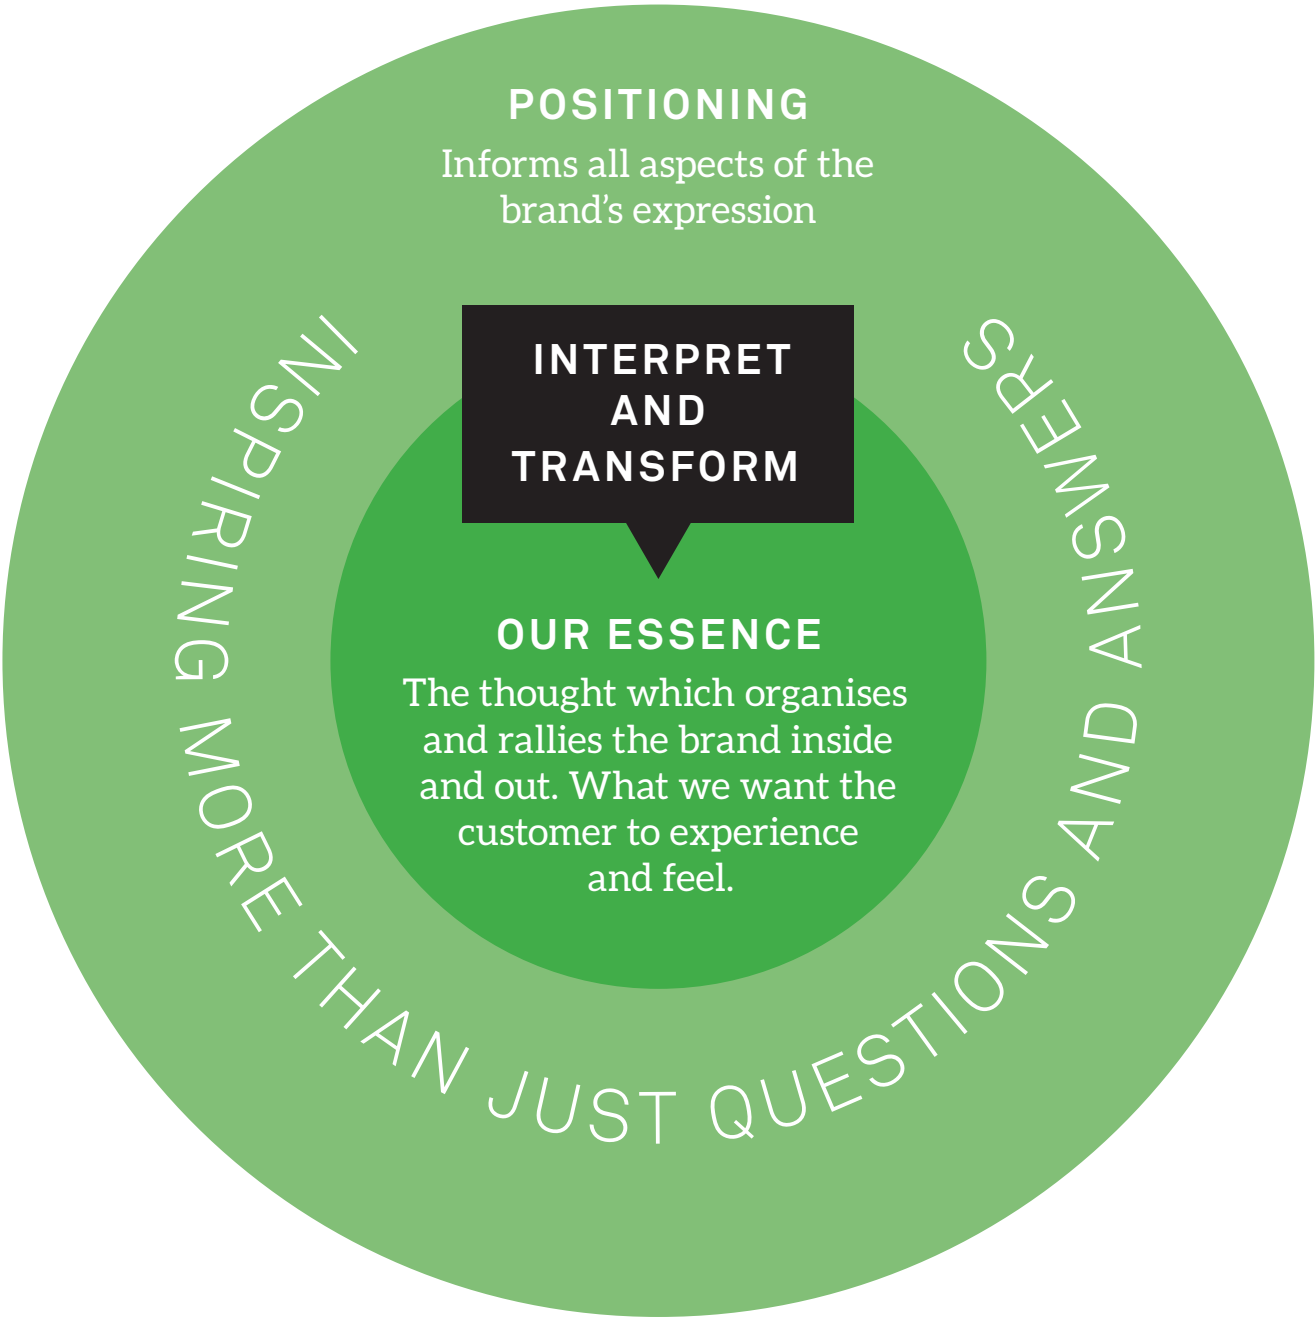 POSITIONING
Informs all aspects of the
brand’s expression
INTERPRET
AND
TRANSFORM
OUR ESSENCE
The thought which organises
and rallies the brand inside
and out. What we want the
customer to experience
and feel.
INSPIRING MORE THAN JUST QUESTIONS AND ANSWERS